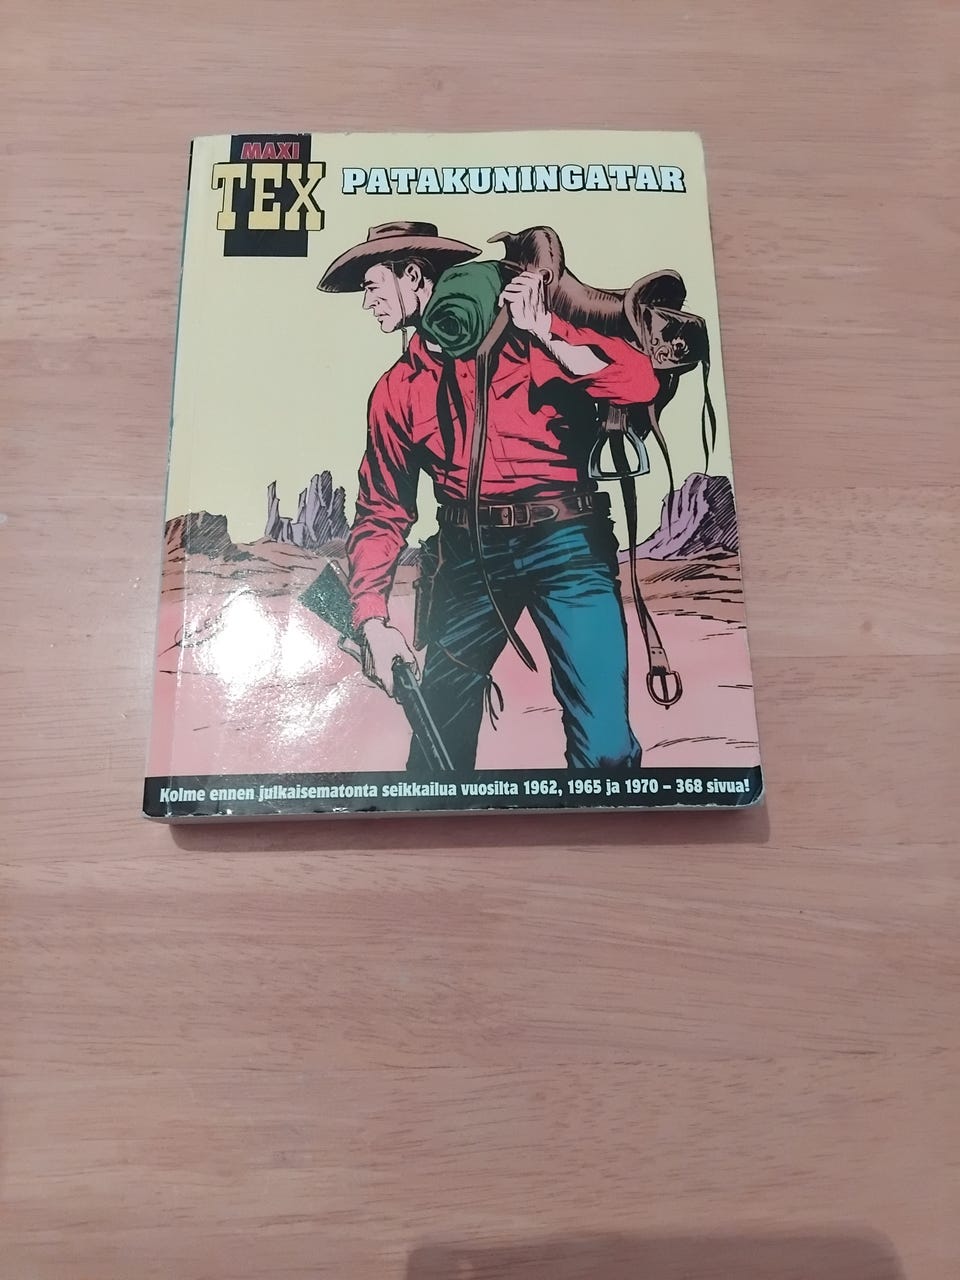 MAXI
TEX
PATAKUNINGATAR
Kolme ennen julkaisematonta seikkailua vuosilta 1962, 1965 ja 1970 – 368 sivua!